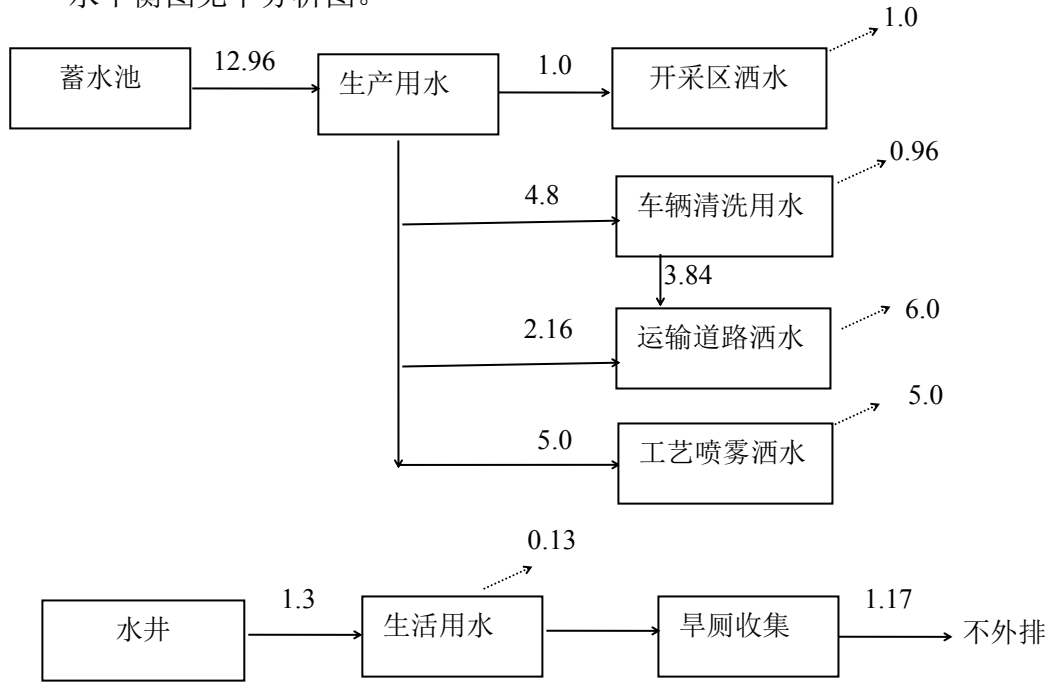 水平衡图见下分析图。
1.0
蓄水池
12.96
生产用水
1.0
开采区洒水
0.96
4.8
车辆清洗用水
3.84
2.16
运输道路洒水
6.0
5.0
5.0
工艺喷雾洒水
0.13
水井
1.3
生活用水
旱厕收集
1.17
不外排